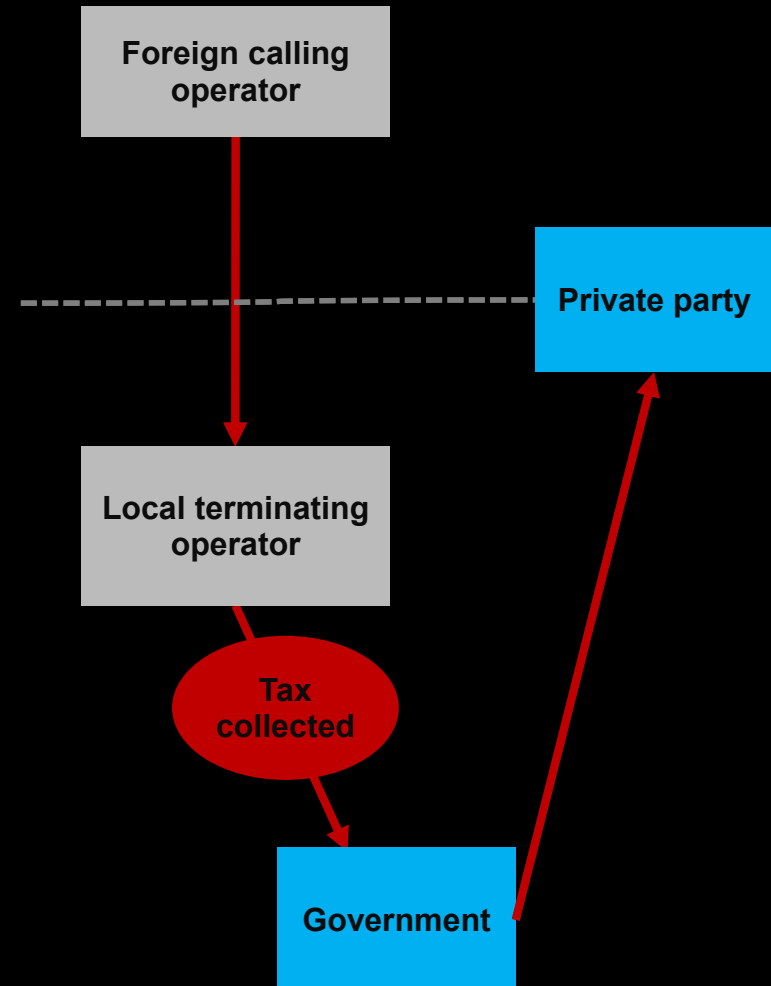 Foreign calling
operator
Private party
Local terminating
operator
Tax
collected
Government